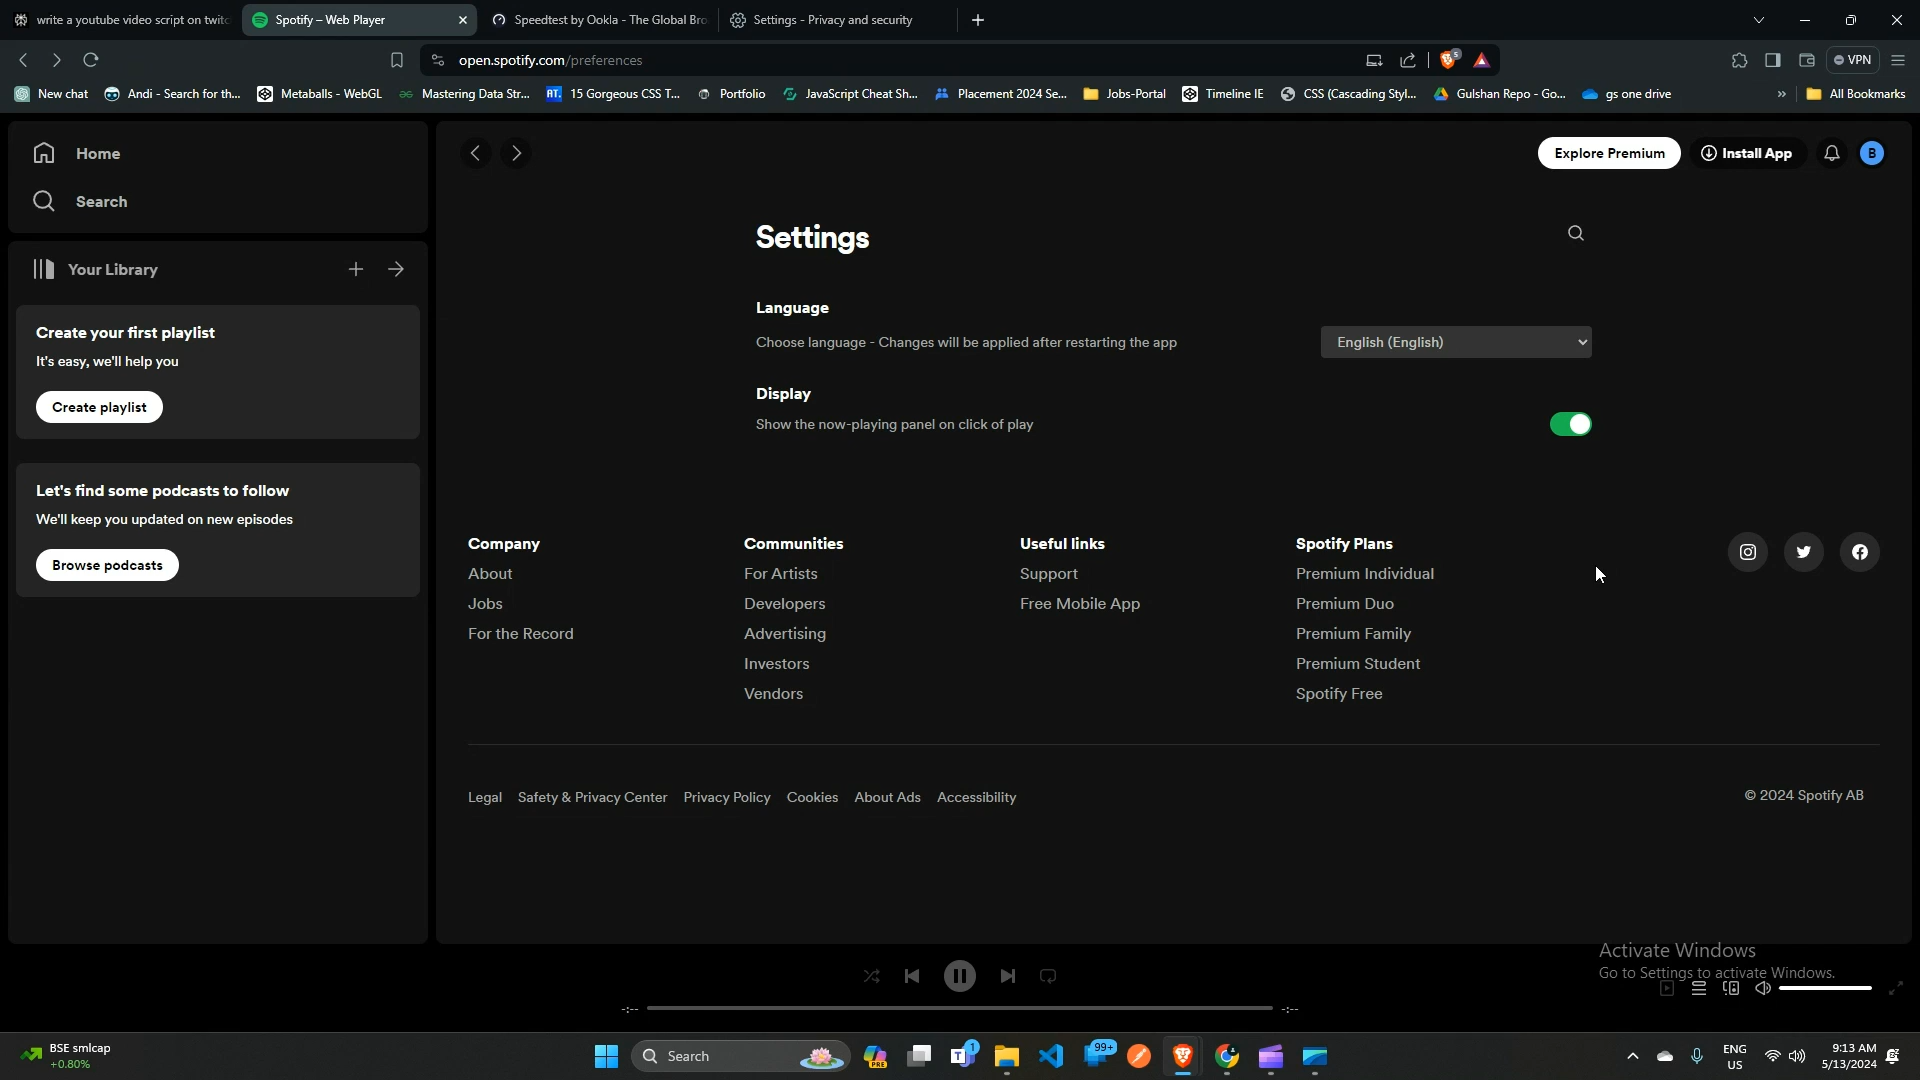 write a youtube video script on twitc
Spotify – Web Player
Speedtest by Ookla - The Global Bro
Settings - Privacy and security
open.spotify.com/preferences
VPN
New chat
Andi - Search for th...
Metaballs - WebGL
Mastering Data Str...
AT.
15 Gorgeous CSS T...
Portfolio
JavaScript Cheat Sh...
Placement 2024 Se...
Jobs-Portal
Timeline IE
CSS (Cascading Styl...
Gulshan Repo - Go...
gs one drive
All Bookmarks
Home
Search
Your Library
Create your first playlist
It's easy, we'll help you
Create playlist
Let's find some podcasts to follow
We'll keep you updated on new episodes
Browse podcasts
Explore Premium
Install App
B
Settings
Language
Choose language - Changes will be applied after restarting the app
English (English)
Display
Show the now-playing panel on click of play
Company
About
Jobs
For the Record
Communities
For Artists
Developers
Advertising
Investors
Vendors
Useful links
Support
Free Mobile App
Spotify Plans
Premium Individual
Premium Duo
Premium Family
Premium Student
Spotify Free
Legal Safety & Privacy Center Privacy Policy Cookies About Ads Accessibility
© 2024 Spotify AB
Activate Windows
Go to Settings to activate Windows.
-:--
-:--
BSE smlcap
+0.80%
Search
PRE
1
99+
ENG
US
9:13 AM
5/13/2024